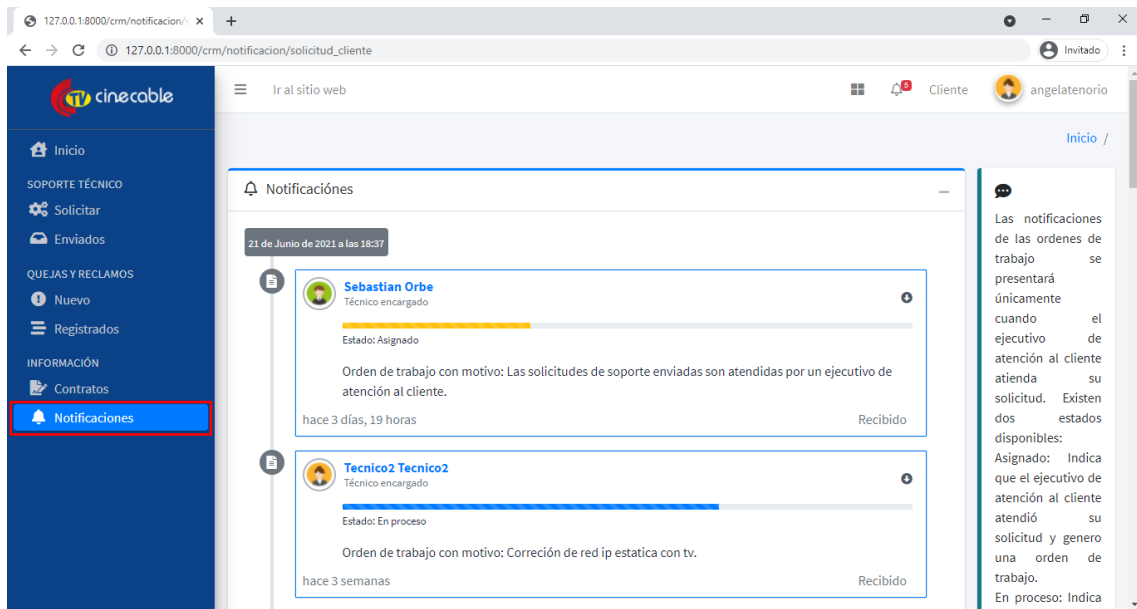 127.0.0.1:8000/crm/notificacion/s
Invitado
127.0.0.1:8000/crm/notificacion/solicitud_cliente
TV cinecable
Inicio
SOPORTE TÉCNICO
Solicitar
Enviados
QUEJAS Y RECLAMOS
Nuevo
Registrados
INFORMACIÓN
Contratos
Notificaciones
Ir al sitio web
5
Cliente
angelatenorio
Inicio /
Notificaciónes
21 de Junio de 2021 a las 18:37
Sebastian Orbe
Técnico encargado
Estado: Asignado
Orden de trabajo con motivo: Las solicitudes de soporte enviadas son atendidas por un ejecutivo de
atención al cliente.
hace 3 días, 19 horas
Recibido
Tecnico2 Tecnico2
Técnico encargado
Estado: En proceso
Orden de trabajo con motivo: Correción de red ip estatica con tv.
hace 3 semanas
Recibido
Las notificaciones
de las ordenes de
trabajo se
presentará
únicamente
cuando el
ejecutivo de
atención al cliente
atienda su
solicitud. Existen
dos estados
disponibles:
Asignado: Indica
que el ejecutivo de
atención al cliente
atendió su
solicitud y genero
una orden de
trabajo.
En proceso: Indica